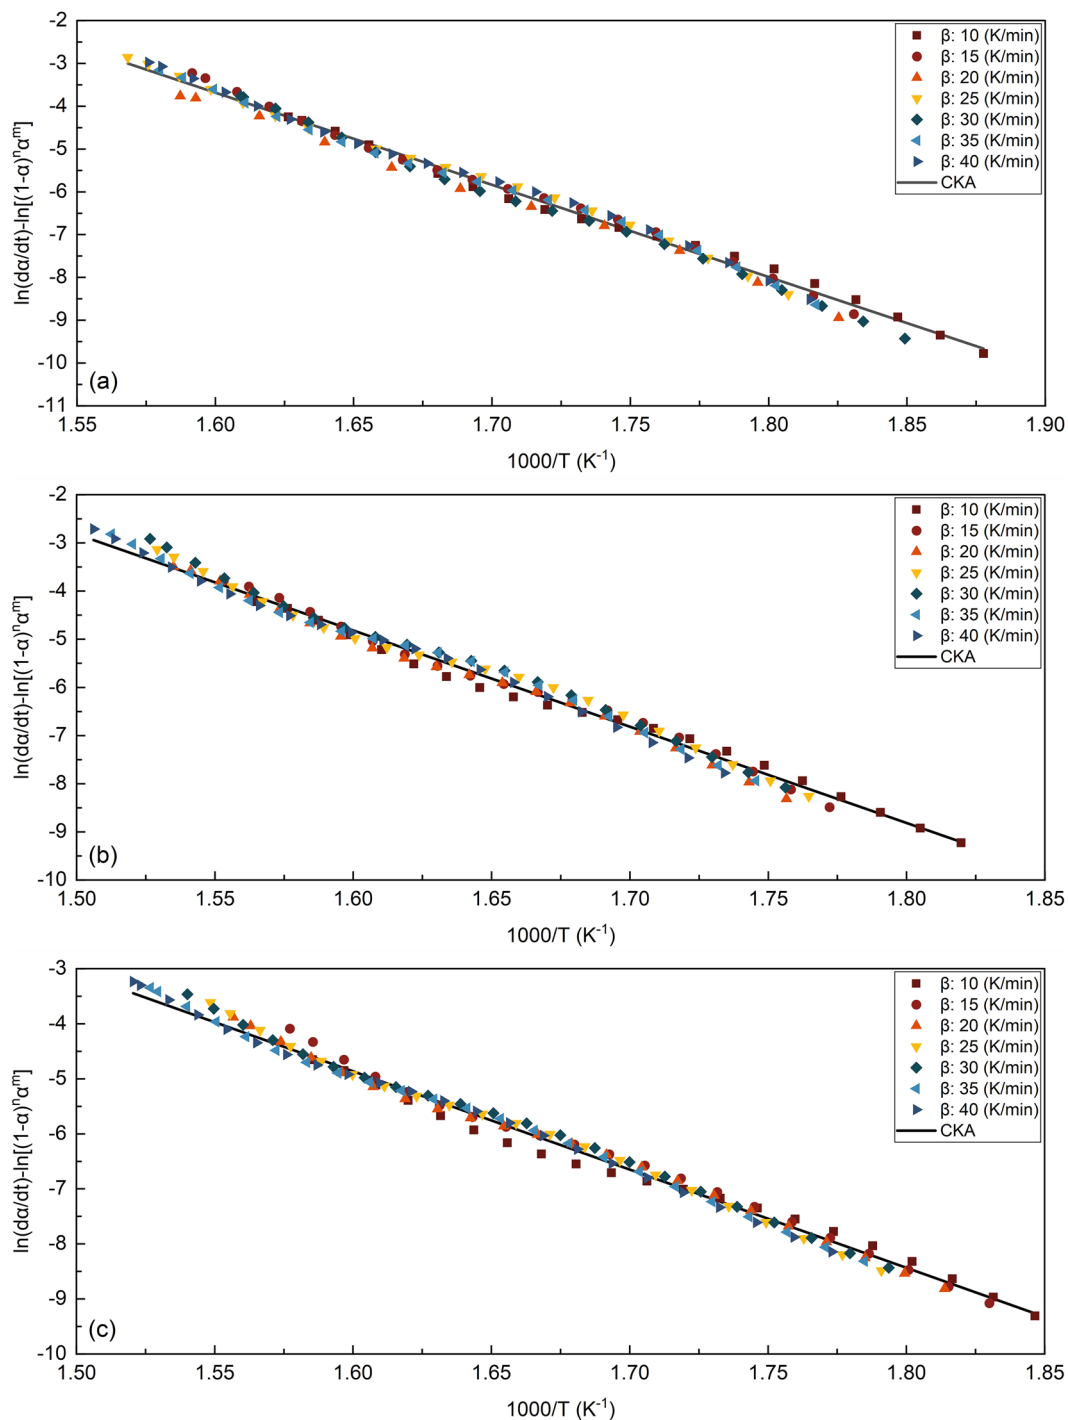 -2
-3
-4
-5
-6
-7
-8
-9
-10
-11
ln(dα/dt)-ln[(1-α)ⁿαᵐ]
β: 10 (K/min)
β: 15 (K/min)
β: 20 (K/min)
β: 25 (K/min)
β: 30 (K/min)
β: 35 (K/min)
β: 40 (K/min)
CKA
(a)
1.55 1.60 1.65 1.70 1.75 1.80 1.85 1.90
1000/T (K⁻¹)
-2
-3
-4
-5
-6
-7
-8
-9
-10
ln(dα/dt)-ln[(1-α)ⁿαᵐ]
β: 10 (K/min)
β: 15 (K/min)
β: 20 (K/min)
β: 25 (K/min)
β: 30 (K/min)
β: 35 (K/min)
β: 40 (K/min)
CKA
(b)
1.50 1.55 1.60 1.65 1.70 1.75 1.80 1.85
1000/T (K⁻¹)
-3
-4
-5
-6
-7
-8
-9
-10
ln(dα/dt)-ln[(1-α)ⁿαᵐ]
β: 10 (K/min)
β: 15 (K/min)
β: 20 (K/min)
β: 25 (K/min)
β: 30 (K/min)
β: 35 (K/min)
β: 40 (K/min)
CKA
(c)
1.50 1.55 1.60 1.65 1.70 1.75 1.80 1.85
1000/T (K⁻¹)